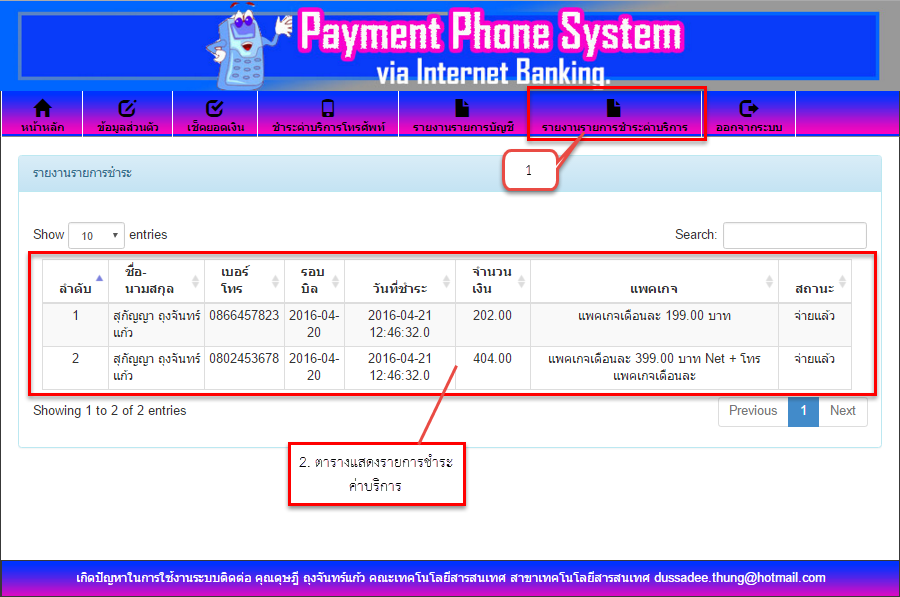 Payment Phone System
via Internet Banking.
หน้าหลัก ข้อมูลส่วนตัว เช็คยอดเงิน ชำระค่าบริการโทรศัพท์ รายงานรายการบัญชี รายงานรายการชำระค่าบริการ ออกจากระบบ
1
รายงานรายการชำระ
Show 10 entries Search:
ลำดับ ชื่อ-นามสกุล เบอร์โทร รอบบิล วันที่ชำระ จำนวนเงิน แพคเกจ สถานะ
1 สุกัญญา ถุงจันทร์ 0866457823 2016-04- 2016-04-21 202.00 แพคเกจเดือนละ 199.00 บาท จ่ายแล้ว
แก้ว 20 12:46:32.0
2 สุกัญญา ถุงจันทร์ 0802453678 2016-04- 2016-04-21 404.00 แพคเกจเดือนละ 399.00 บาท Net + โทร จ่ายแล้ว
แก้ว 20 12:46:32.0 แพคเกจเดือนละ
Showing 1 to 2 of 2 entries Previous 1 Next
2. ตารางแสดงรายการชำระ
ค่าบริการ
เกิดปัญหาในการใช้งานระบบติดต่อ คุณดุษฎี ถุงจันทร์แก้ว คณะเทคโนโลยีสารสนเทศ สาขาเทคโนโลยีสารสนเทศ dussadee.thung@hotmail.com